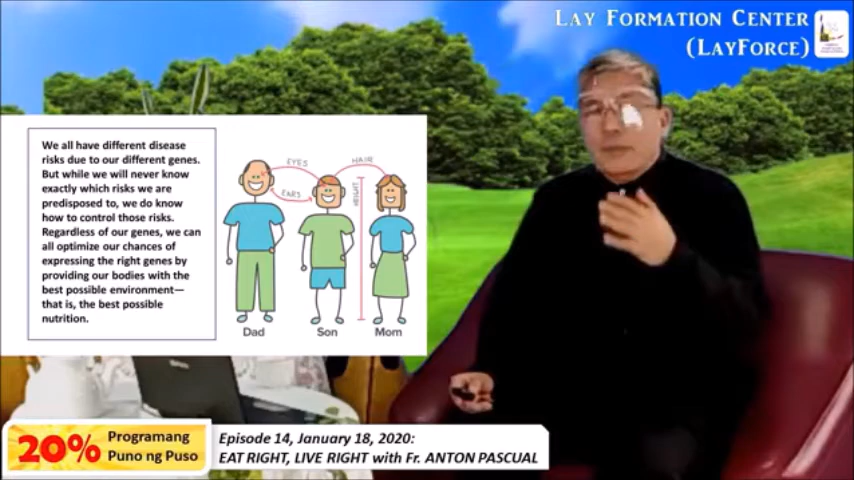 LAY FORMATION CENTER
(LAYFORCE)
We all have different disease
risks due to our different genes.
But while we will never know
exactly which risks we are
predisposed to, we do know
how to control those risks.
Regardless of our genes, we can
all optimize our chances of
expressing the right genes by
providing our bodies with the
best possible environment—
that is, the best possible
nutrition.
EYES
HAIR
EARS
HEIGHT
Dad
Son
Mom
20%
Programang
Puno ng Puso
Episode 14, January 18, 2020:
EAT RIGHT, LIVE RIGHT with Fr. ANTON PASCUAL